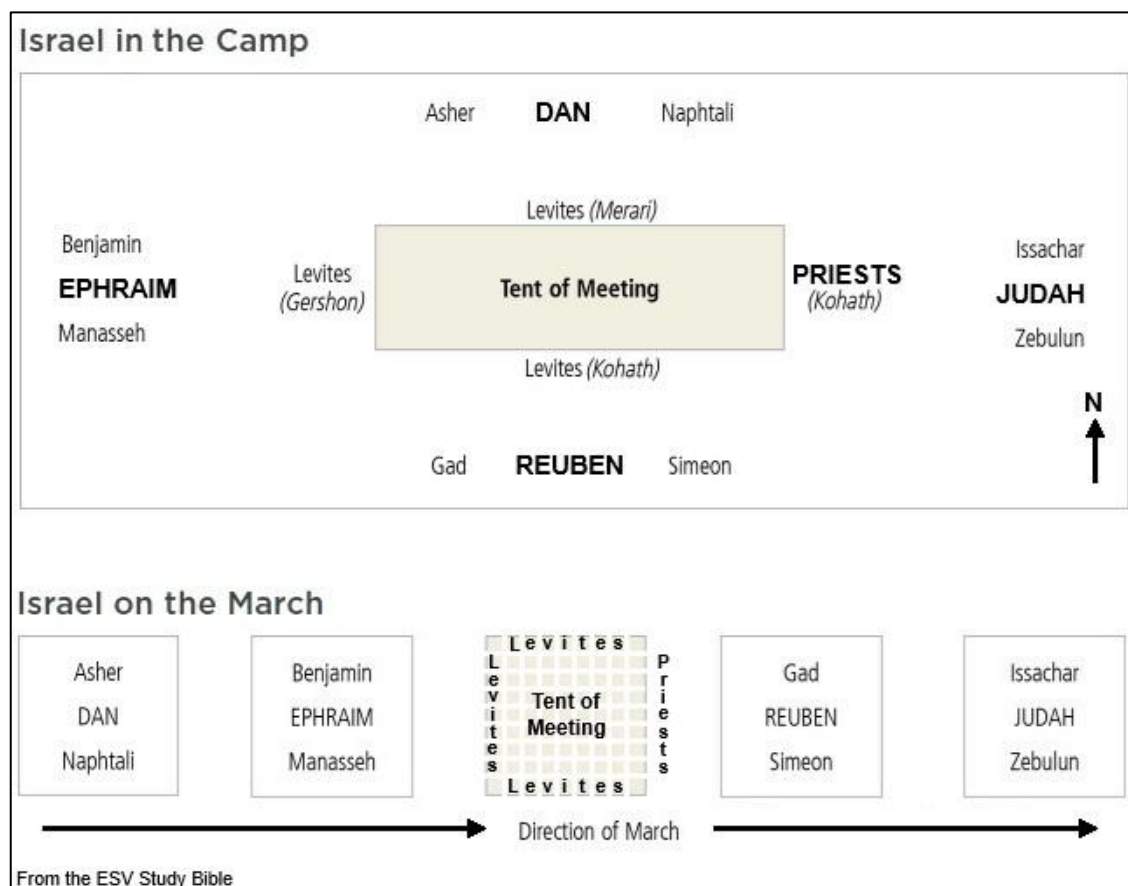 Israel in the Camp
Asher DAN Naphtali
Levites (Merari)
Benjamin
EPHRAIM
Manasseh
Levites
(Gershon)
Tent of Meeting
PRIESTS
(Kohath)
Issachar
JUDAH
Zebulun
Levites (Kohath)
N
Gad REUBEN Simeon
Israel on the March
Asher
DAN
Naphtali
Benjamin
EPHRAIM
Manasseh
Levites
Levites
Tent of
Meeting
Priests
Levites
Gad
REUBEN
Simeon
Issachar
JUDAH
Zebulun
Direction of March
From the ESV Study Bible